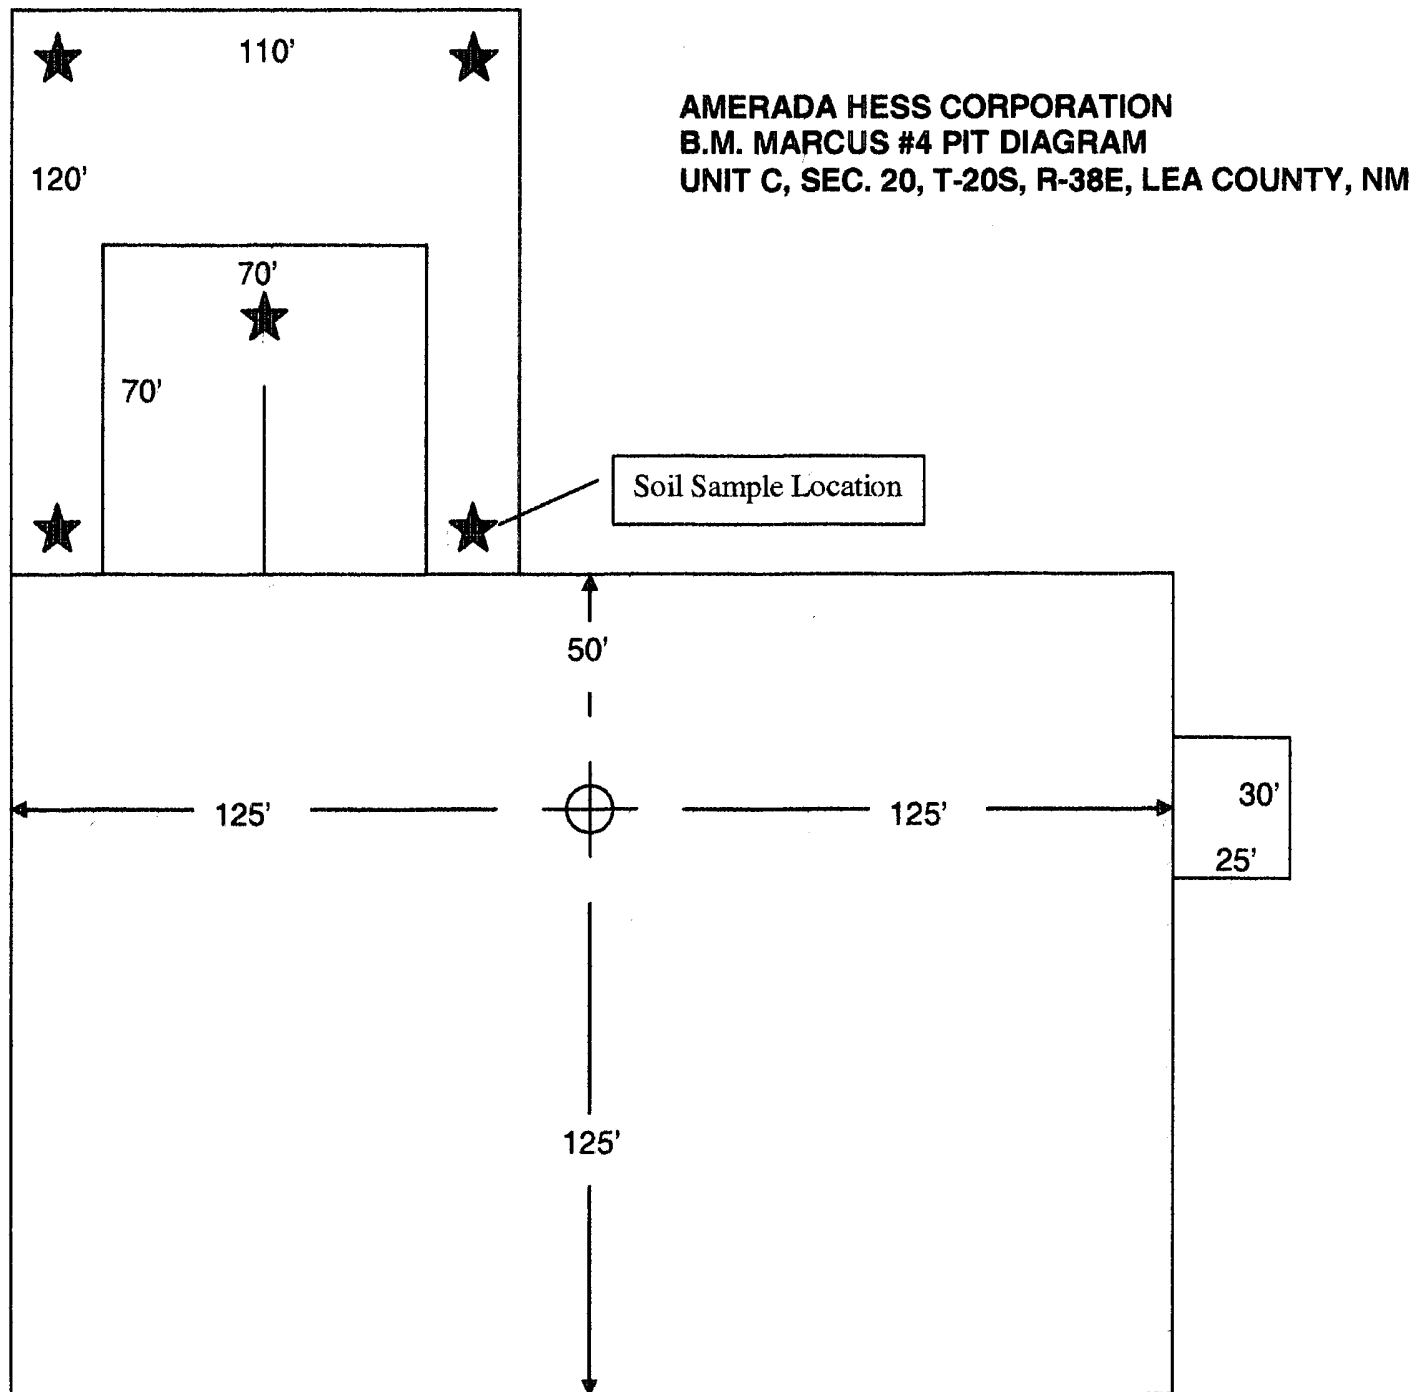 110'
AMERADA HESS CORPORATION
B.M. MARCUS #4 PIT DIAGRAM
UNIT C, SEC. 20, T-20S, R-38E, LEA COUNTY, NM
120'
70'
70'
Soil Sample Location
50'
125'
125'
30'
25'
125'